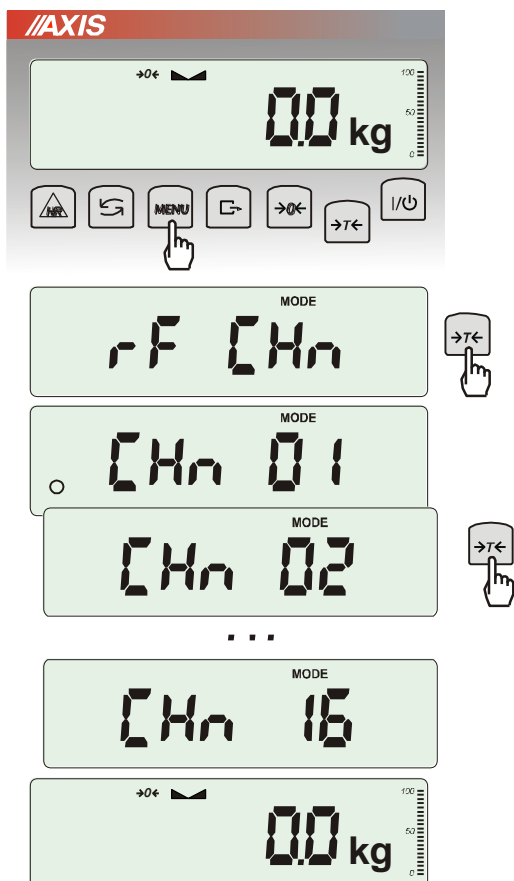 //AXIS
→0← 100
50
0.0 kg
0
HR MENU →0← →T← I/⏻
MODE
rF CHn →T←
MODE
CHn 01
MODE
CHn 02 →T←
...
MODE
CHn 16
→0← 100
50
0.0 kg
0